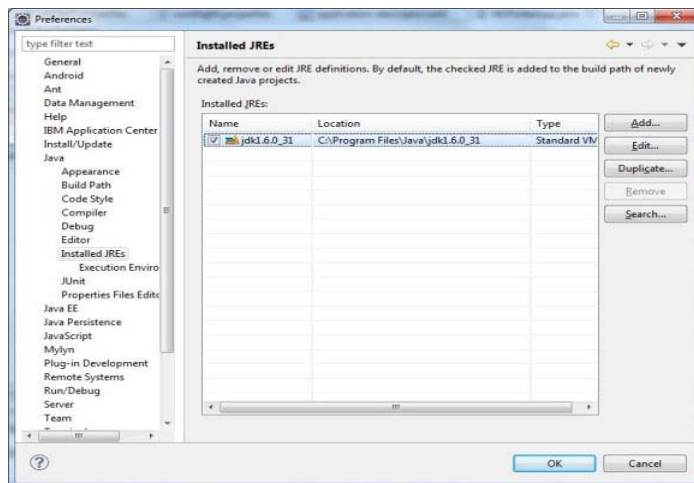 Preferences
type filter text
General
Android
Ant
Data Management
Help
IBM Application Center
Install/Update
Java
Appearance
Build Path
Code Style
Compiler
Debug
Editor
Installed JREs
Execution Enviro
JUnit
Properties Files Edito
Java EE
Java Persistence
JavaScript
Mylyn
Plug-in Development
Remote Systems
Run/Debug
Server
Team
Installed JREs
Add, remove or edit JRE definitions. By default, the checked JRE is added to the build path of newly
created Java projects.
Installed JREs:
Name Location Type
jdk1.6.0_31 C:\Program Files\Java\jdk1.6.0_31 Standard VM
Add...
Edit...
Duplicate...
Remove
Search...
OK Cancel